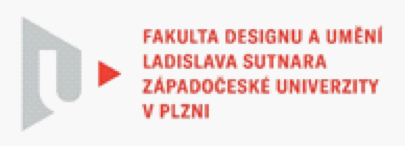 FAKULTA DESIGNU A UMĚNÍ
LADISLAVA SUTNARA
ZÁPADOČESKÉ UNIVERZITY
V PLZNI